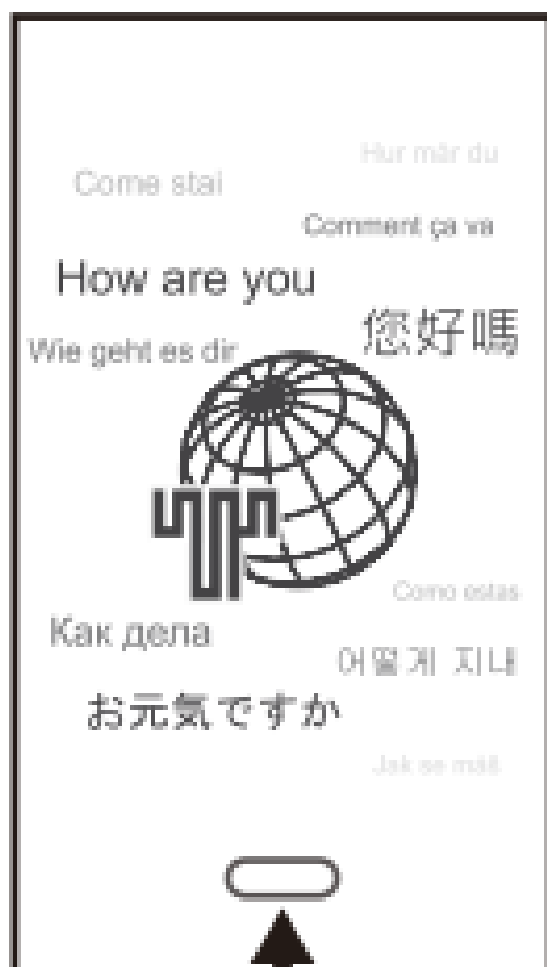 Hur mår du
Come stai
Comment ça va
How are you
您好嗎
Wie geht es dir
Como estas
Как дела
어떻게 지내
お元気ですか
Jak se máš